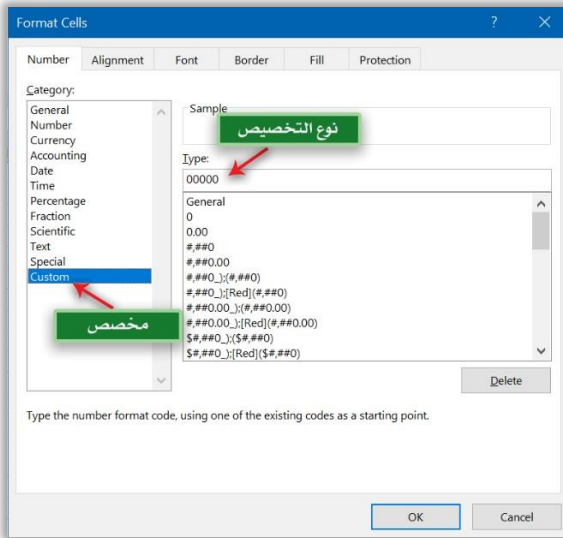 Format Cells
?
×
Number
Alignment
Font
Border
Fill
Protection
Category:
General
Number
Currency
Accounting
Date
Time
Percentage
Fraction
Scientific
Text
Special
Custom
مخصص
Sample
نوع التخصيص
Type:
00000
General
0
0.00
#,##0
#,##0.00
#,##0_);(#,##0)
#,##0_);[Red](#,##0)
#,##0.00_);(#,##0.00)
#,##0.00_);[Red](#,##0.00)
$#,##0_);($#,##0)
$#,##0_);[Red]($#,##0)
Delete
Type the number format code, using one of the existing codes as a starting point.
OK
Cancel